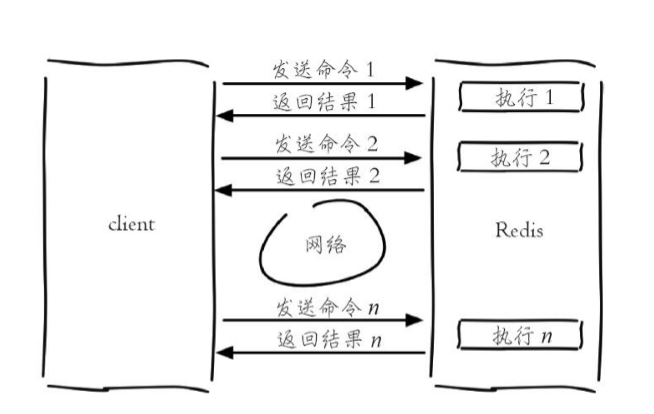 发送命令 1
执行 1
返回结果 1
发送命令 2
执行 2
返回结果 2
client
网络
Redis
发送命令 n
返回结果 n
执行 n